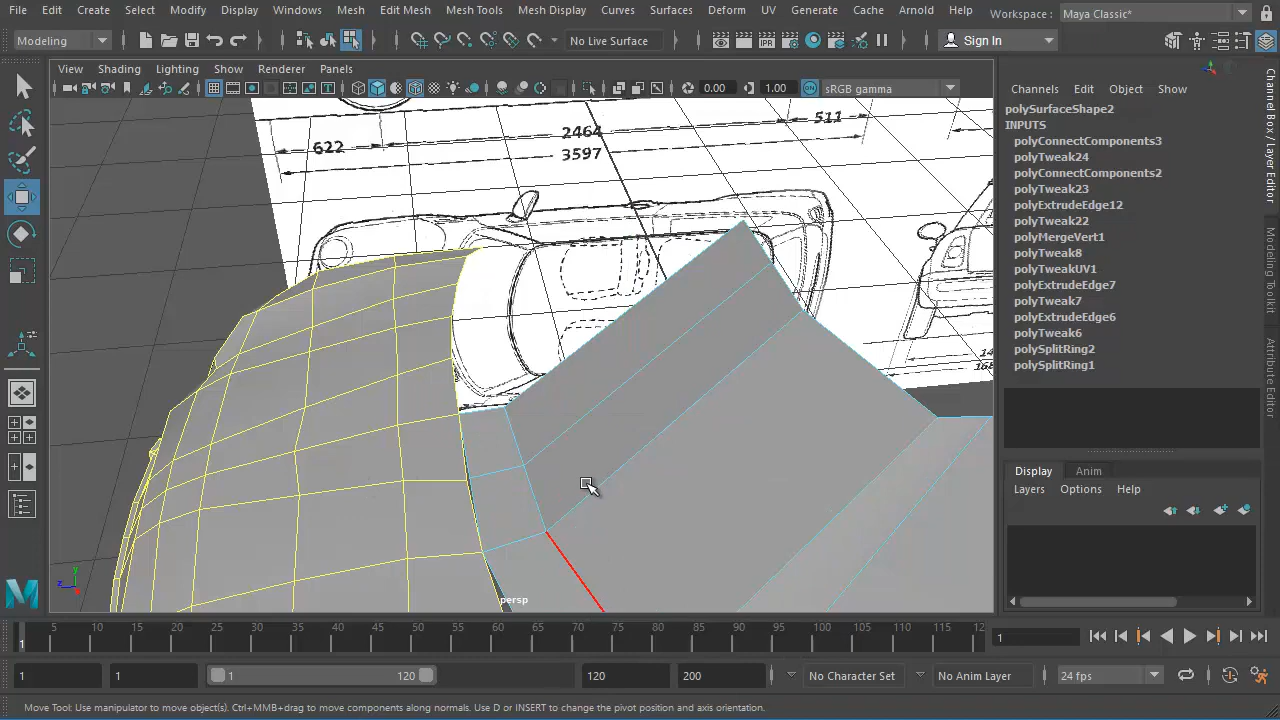 File Edit Create Select Modify Display Windows Mesh Edit Mesh Mesh Tools Mesh Display Curves Surfaces Deform UV Generate Cache Arnold Help Workspace : Maya Classic*
Modeling No Live Surface IPR Sign In
View Shading Lighting Show Renderer Panels
0.00 1.00 ON sRGB gamma
Channels Edit Object Show
polySurfaceShape2
INPUTS
polyConnectComponents3
polyTweak24
polyConnectComponents2
polyTweak23
polyExtrudeEdge12
polyTweak22
polyMergeVert1
polyTweak8
polyTweakUV1
polyExtrudeEdge7
polyTweak7
polyExtrudeEdge6
polyTweak6
polySplitRing2
polySplitRing1
Channel Box / Layer Editor
Modeling Toolkit
Attribute Editor
622 2464 511
3597
persp
y
z
x
M
Display Anim
Layers Options Help
5 10 15 20 25 30 35 40 45 50 55 60 65 70 75 80 85 90 95 100 105 110 115 12
1
1
1 1 1 120 120 200 No Character Set No Anim Layer 24 fps
Move Tool: Use manipulator to move object(s). Ctrl+MMB+drag to move components along normals. Use D or INSERT to change the pivot position and axis orientation.